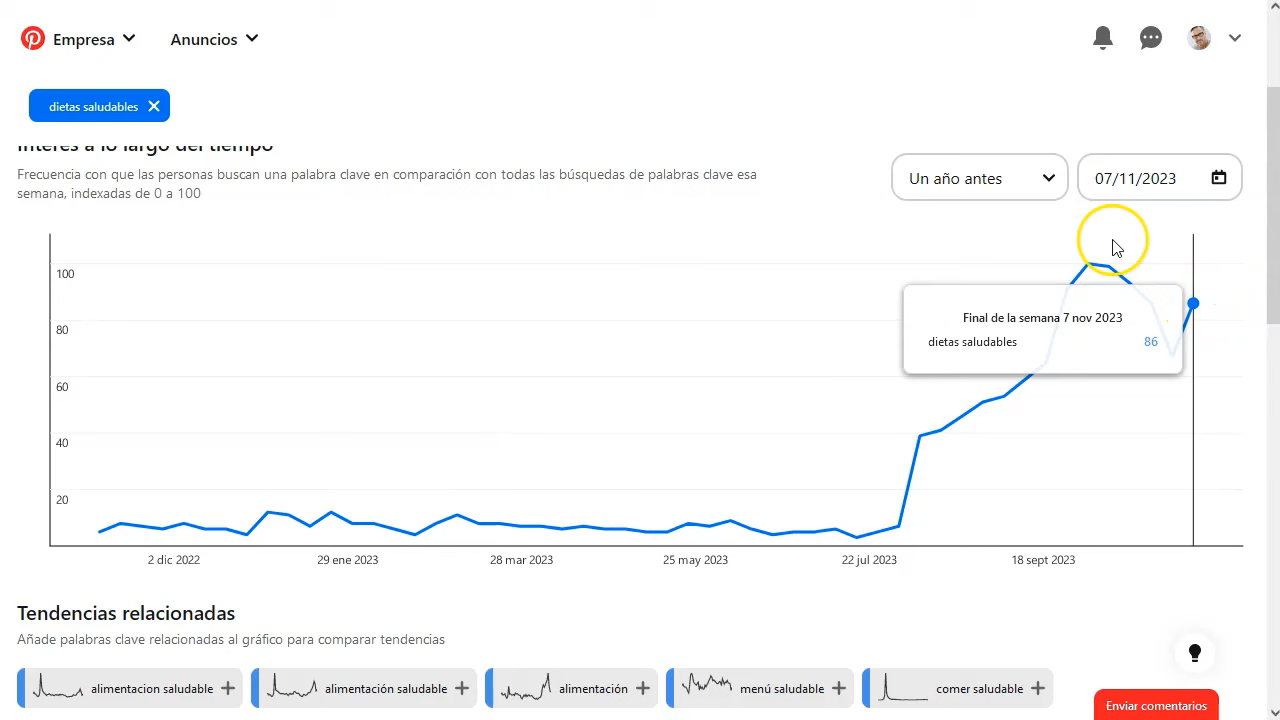 Empresa
Anuncios
dietas saludables
Interés a lo largo del tiempo
Frecuencia con que las personas buscan una palabra clave en comparación con todas las búsquedas de palabras clave esa
semana, indexadas de 0 a 100
Un año antes
07/11/2023
100
80
60
40
20
Final de la semana 7 nov 2023
dietas saludables 86
2 dic 2022
29 ene 2023
28 mar 2023
25 may 2023
22 jul 2023
18 sept 2023
Tendencias relacionadas
Añade palabras clave relacionadas al gráfico para comparar tendencias
alimentacion saludable
alimentación saludable
alimentación
menú saludable
comer saludable
Enviar comentarios